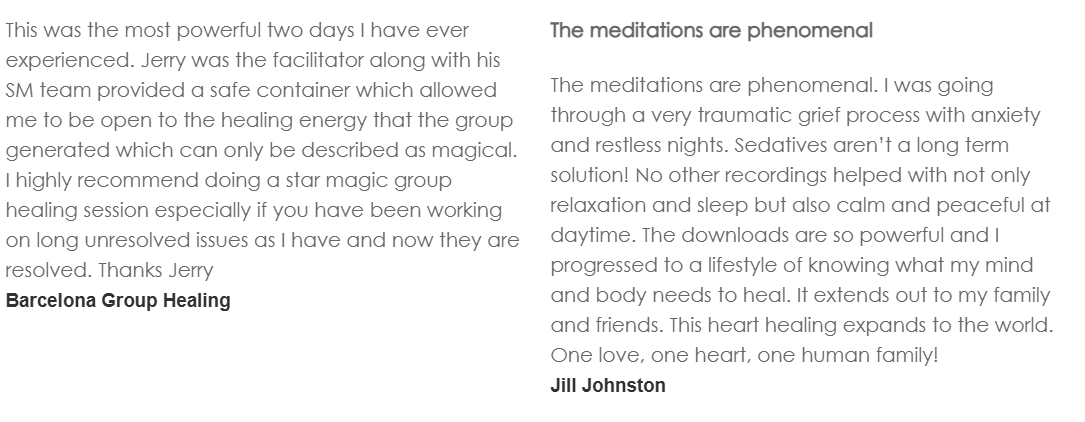 This was the most powerful two days I have ever
experienced. Jerry was the facilitator along with his
SM team provided a safe container which allowed
me to be open to the healing energy that the group
generated which can only be described as magical.
I highly recommend doing a star magic group
healing session especially if you have been working
on long unresolved issues as I have and now they are
resolved. Thanks Jerry
Barcelona Group Healing
The meditations are phenomenal
The meditations are phenomenal. I was going
through a very traumatic grief process with anxiety
and restless nights. Sedatives aren’t a long term
solution! No other recordings helped with not only
relaxation and sleep but also calm and peaceful at
daytime. The downloads are so powerful and I
progressed to a lifestyle of knowing what my mind
and body needs to heal. It extends out to my family
and friends. This heart healing expands to the world.
One love, one heart, one human family!
Jill Johnston